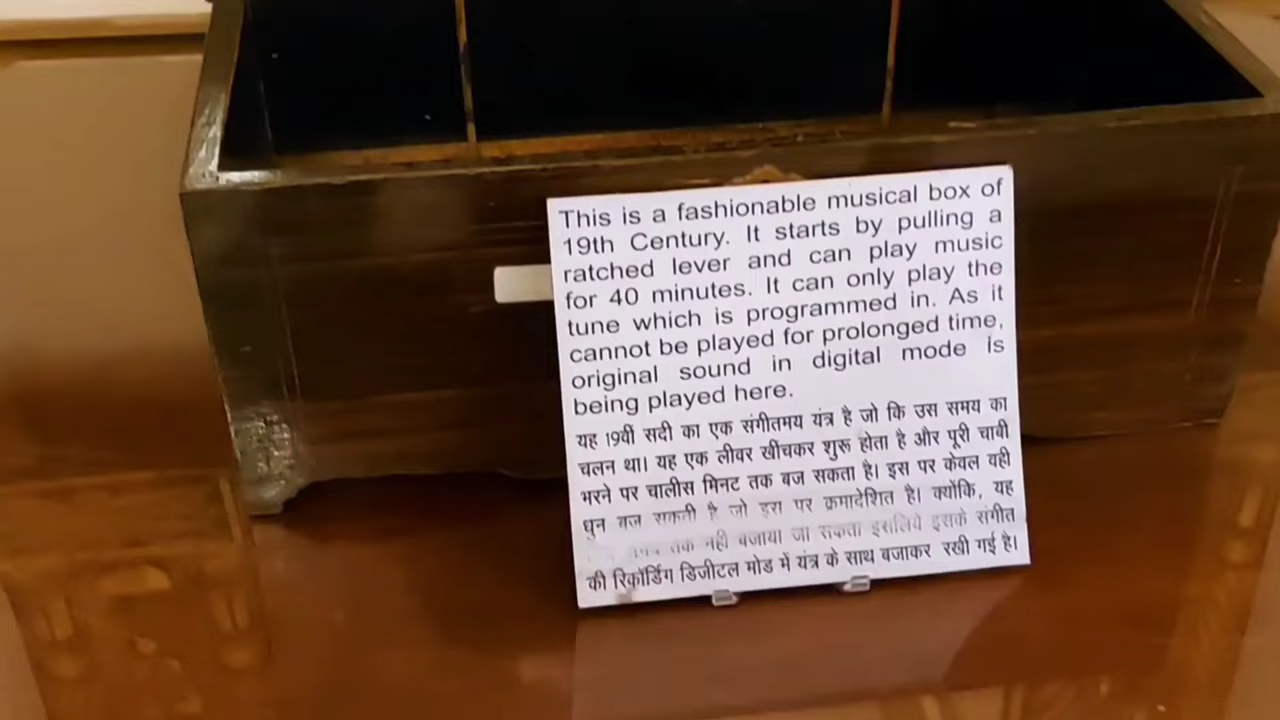 This is a fashionable musical box of
19th Century. It starts by pulling a
ratched lever and can play music
for 40 minutes. It can only play the
tune which is programmed in. As it
cannot be played for prolonged time,
original sound in digital mode is
being played here.
यह 19वीं सदी का एक संगीतमय यंत्र है जो कि उस समय का
चलन था। यह एक लीवर खींचकर शुरू होता है और पूरी चाबी
भरने पर चालीस मिनट तक बज सकता है। इस पर केवल वही
धुन बज सकती है जो इस पर क्रमादेशित है। क्योंकि, यह
तक नही बजाया जा सकता इसलिये इसके संगीत
की रिकॉर्डिंग डिजीटल मोड में यंत्र के साथ बजाकर रखी गई है।